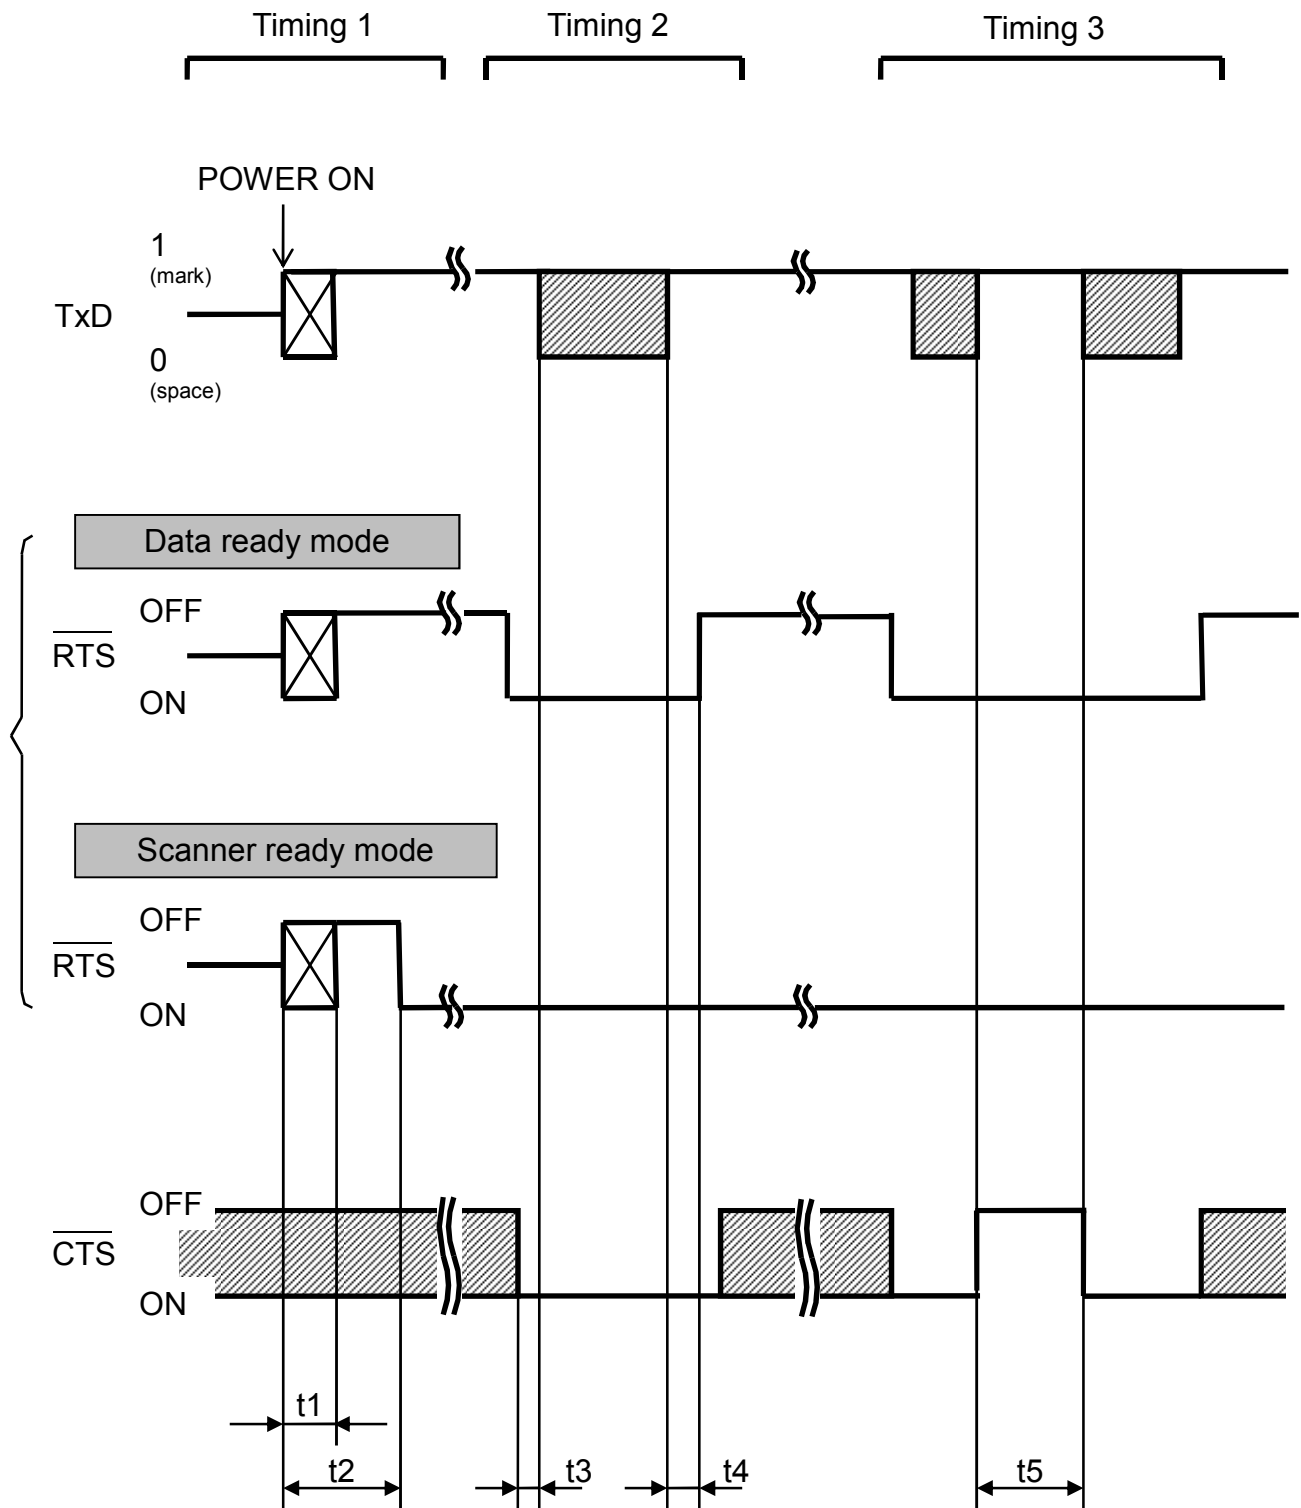 Timing 1
Timing 2
Timing 3
POWER ON
1
(mark)
TxD
0
(space)
Data ready mode
OFF
RTS
ON
Scanner ready mode
OFF
RTS
ON
OFF
CTS
ON
t1
t2
t3
t4
t5